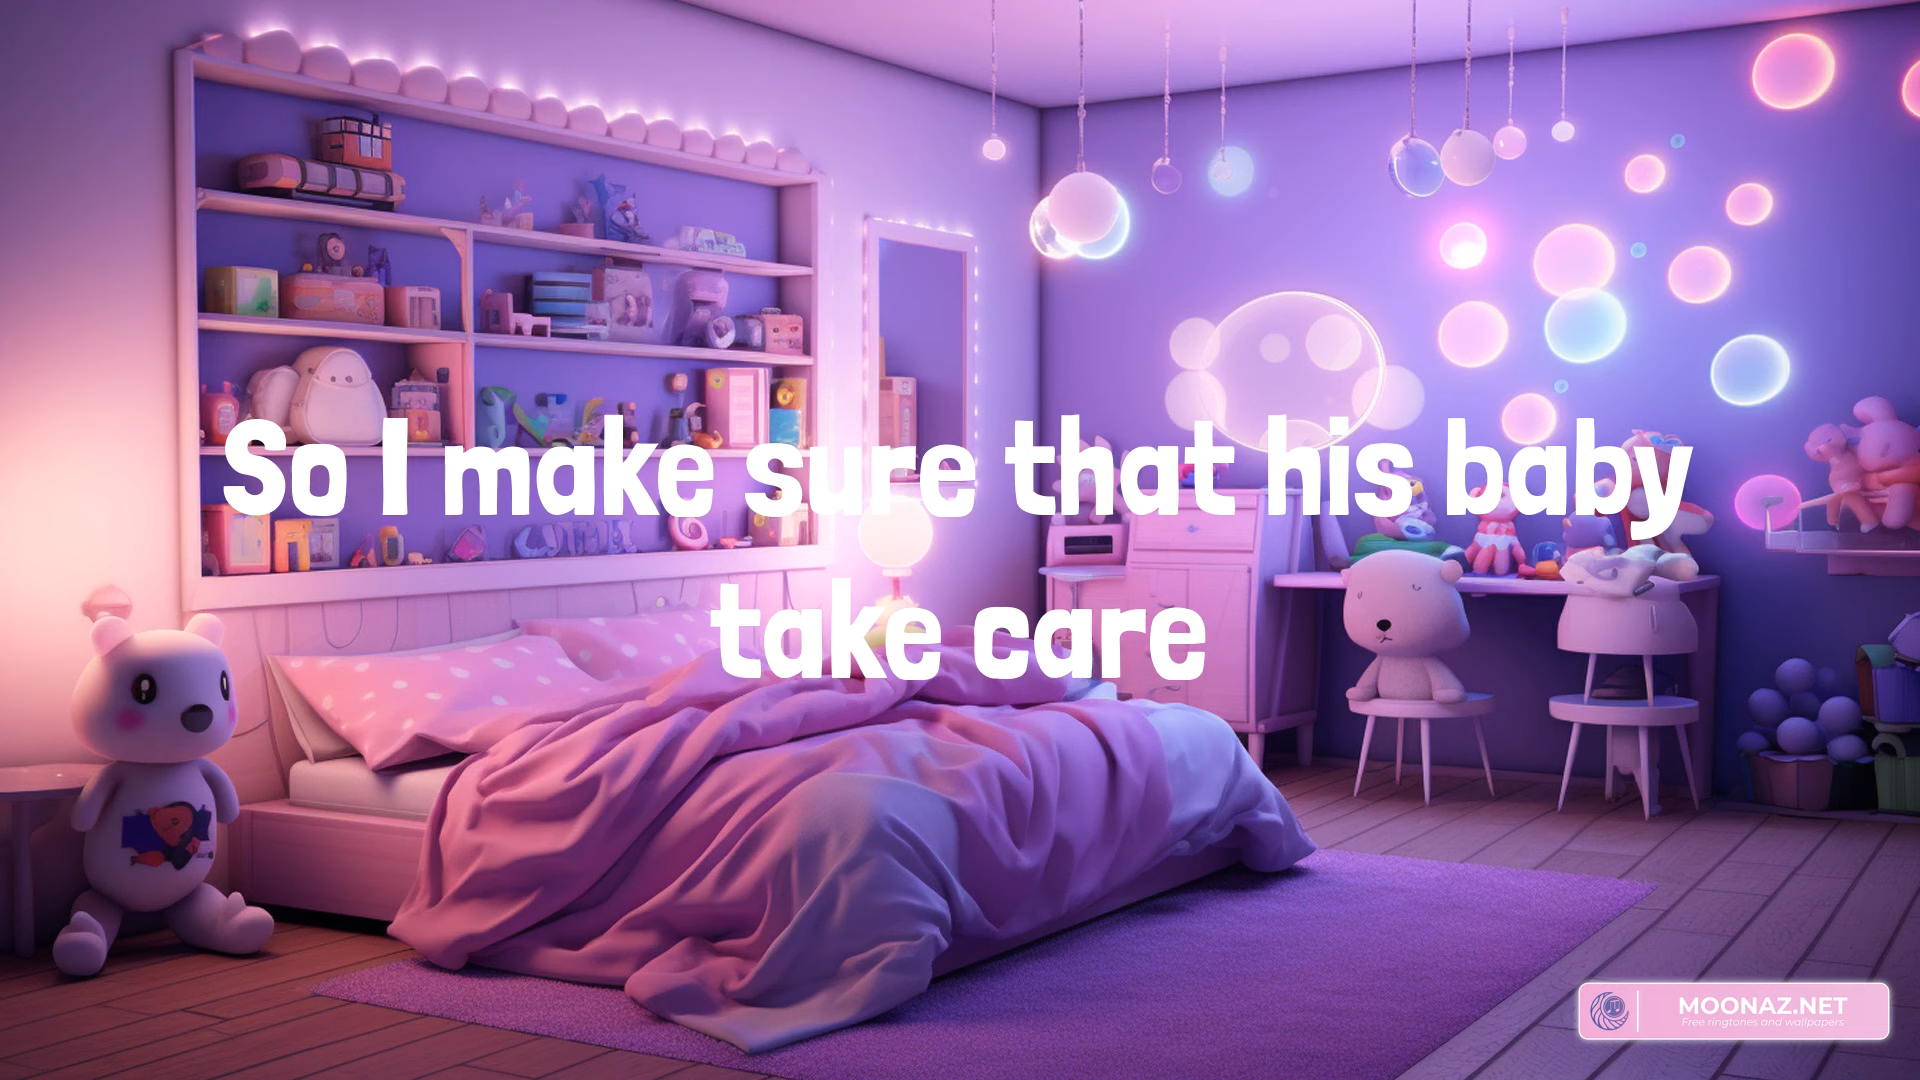 So I make sure that his baby
take care
MOONAZ.NET
Free ringtones and wallpapers